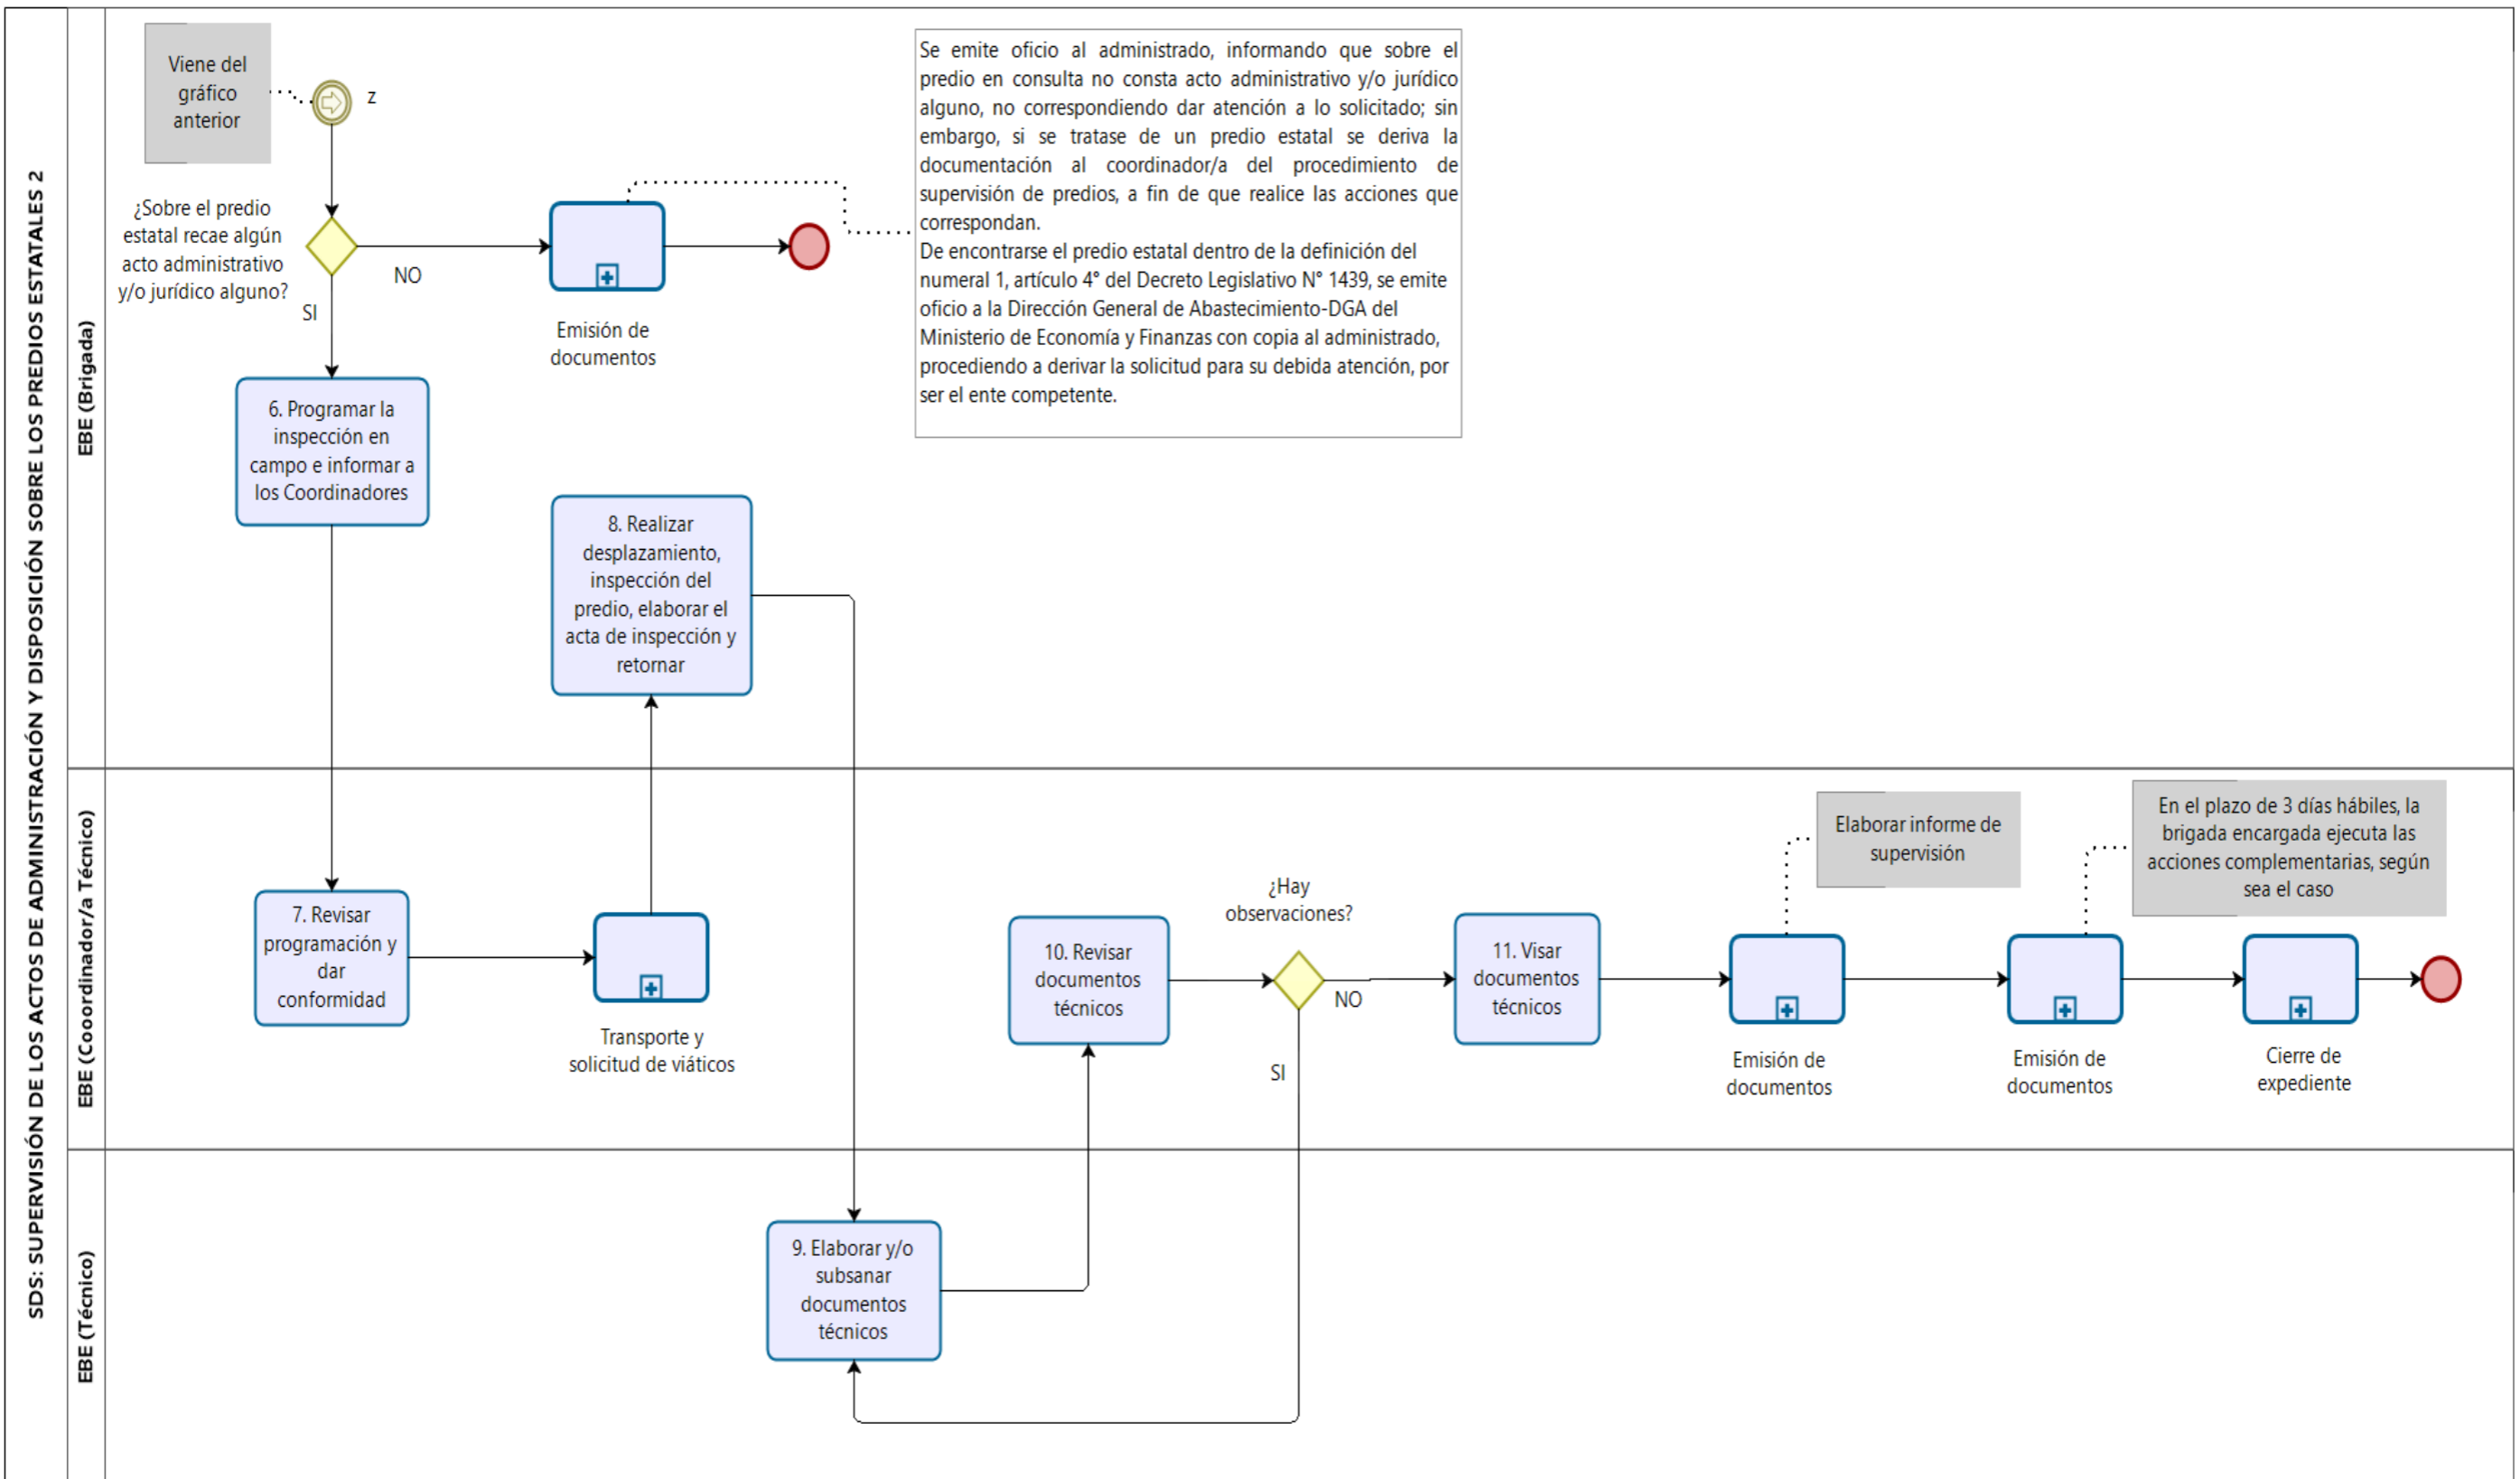 SDS: SUPERVISIÓN DE LOS ACTOS DE ADMINISTRACIÓN Y DISPOSICIÓN SOBRE LOS PREDIOS ESTATALES 2
EBE (Brigada)
Viene del
gráfico
anterior
z
¿Sobre el predio
estatal recae algún
acto administrativo
y/o jurídico alguno?
NO
SI
Emisión de
documentos
Se emite oficio al administrado, informando que sobre el
predio en consulta no consta acto administrativo y/o jurídico
alguno, no correspondiendo dar atención a lo solicitado; sin
embargo, si se tratase de un predio estatal se deriva la
documentación al coordinador/a del procedimiento de
supervisión de predios, a fin de que realice las acciones que
correspondan.
De encontrarse el predio estatal dentro de la definición del
numeral 1, artículo 4° del Decreto Legislativo N° 1439, se emite
oficio a la Dirección General de Abastecimiento-DGA del
Ministerio de Economía y Finanzas con copia al administrado,
procediendo a derivar la solicitud para su debida atención, por
ser el ente competente.
6. Programar la
inspección en
campo e informar a
los Coordinadores
8. Realizar
desplazamiento,
inspección del
predio, elaborar el
acta de inspección y
retornar
EBE (Cooordinador/a Técnico)
7. Revisar
programación y
dar
conformidad
Transporte y
solicitud de viáticos
10. Revisar
documentos
técnicos
¿Hay
observaciones?
NO
SI
11. Visar
documentos
técnicos
Elaborar informe de
supervisión
Emisión de
documentos
En el plazo de 3 días hábiles, la
brigada encargada ejecuta las
acciones complementarias, según
sea el caso
Emisión de
documentos
Cierre de
expediente
EBE (Técnico)
9. Elaborar y/o
subsanar
documentos
técnicos